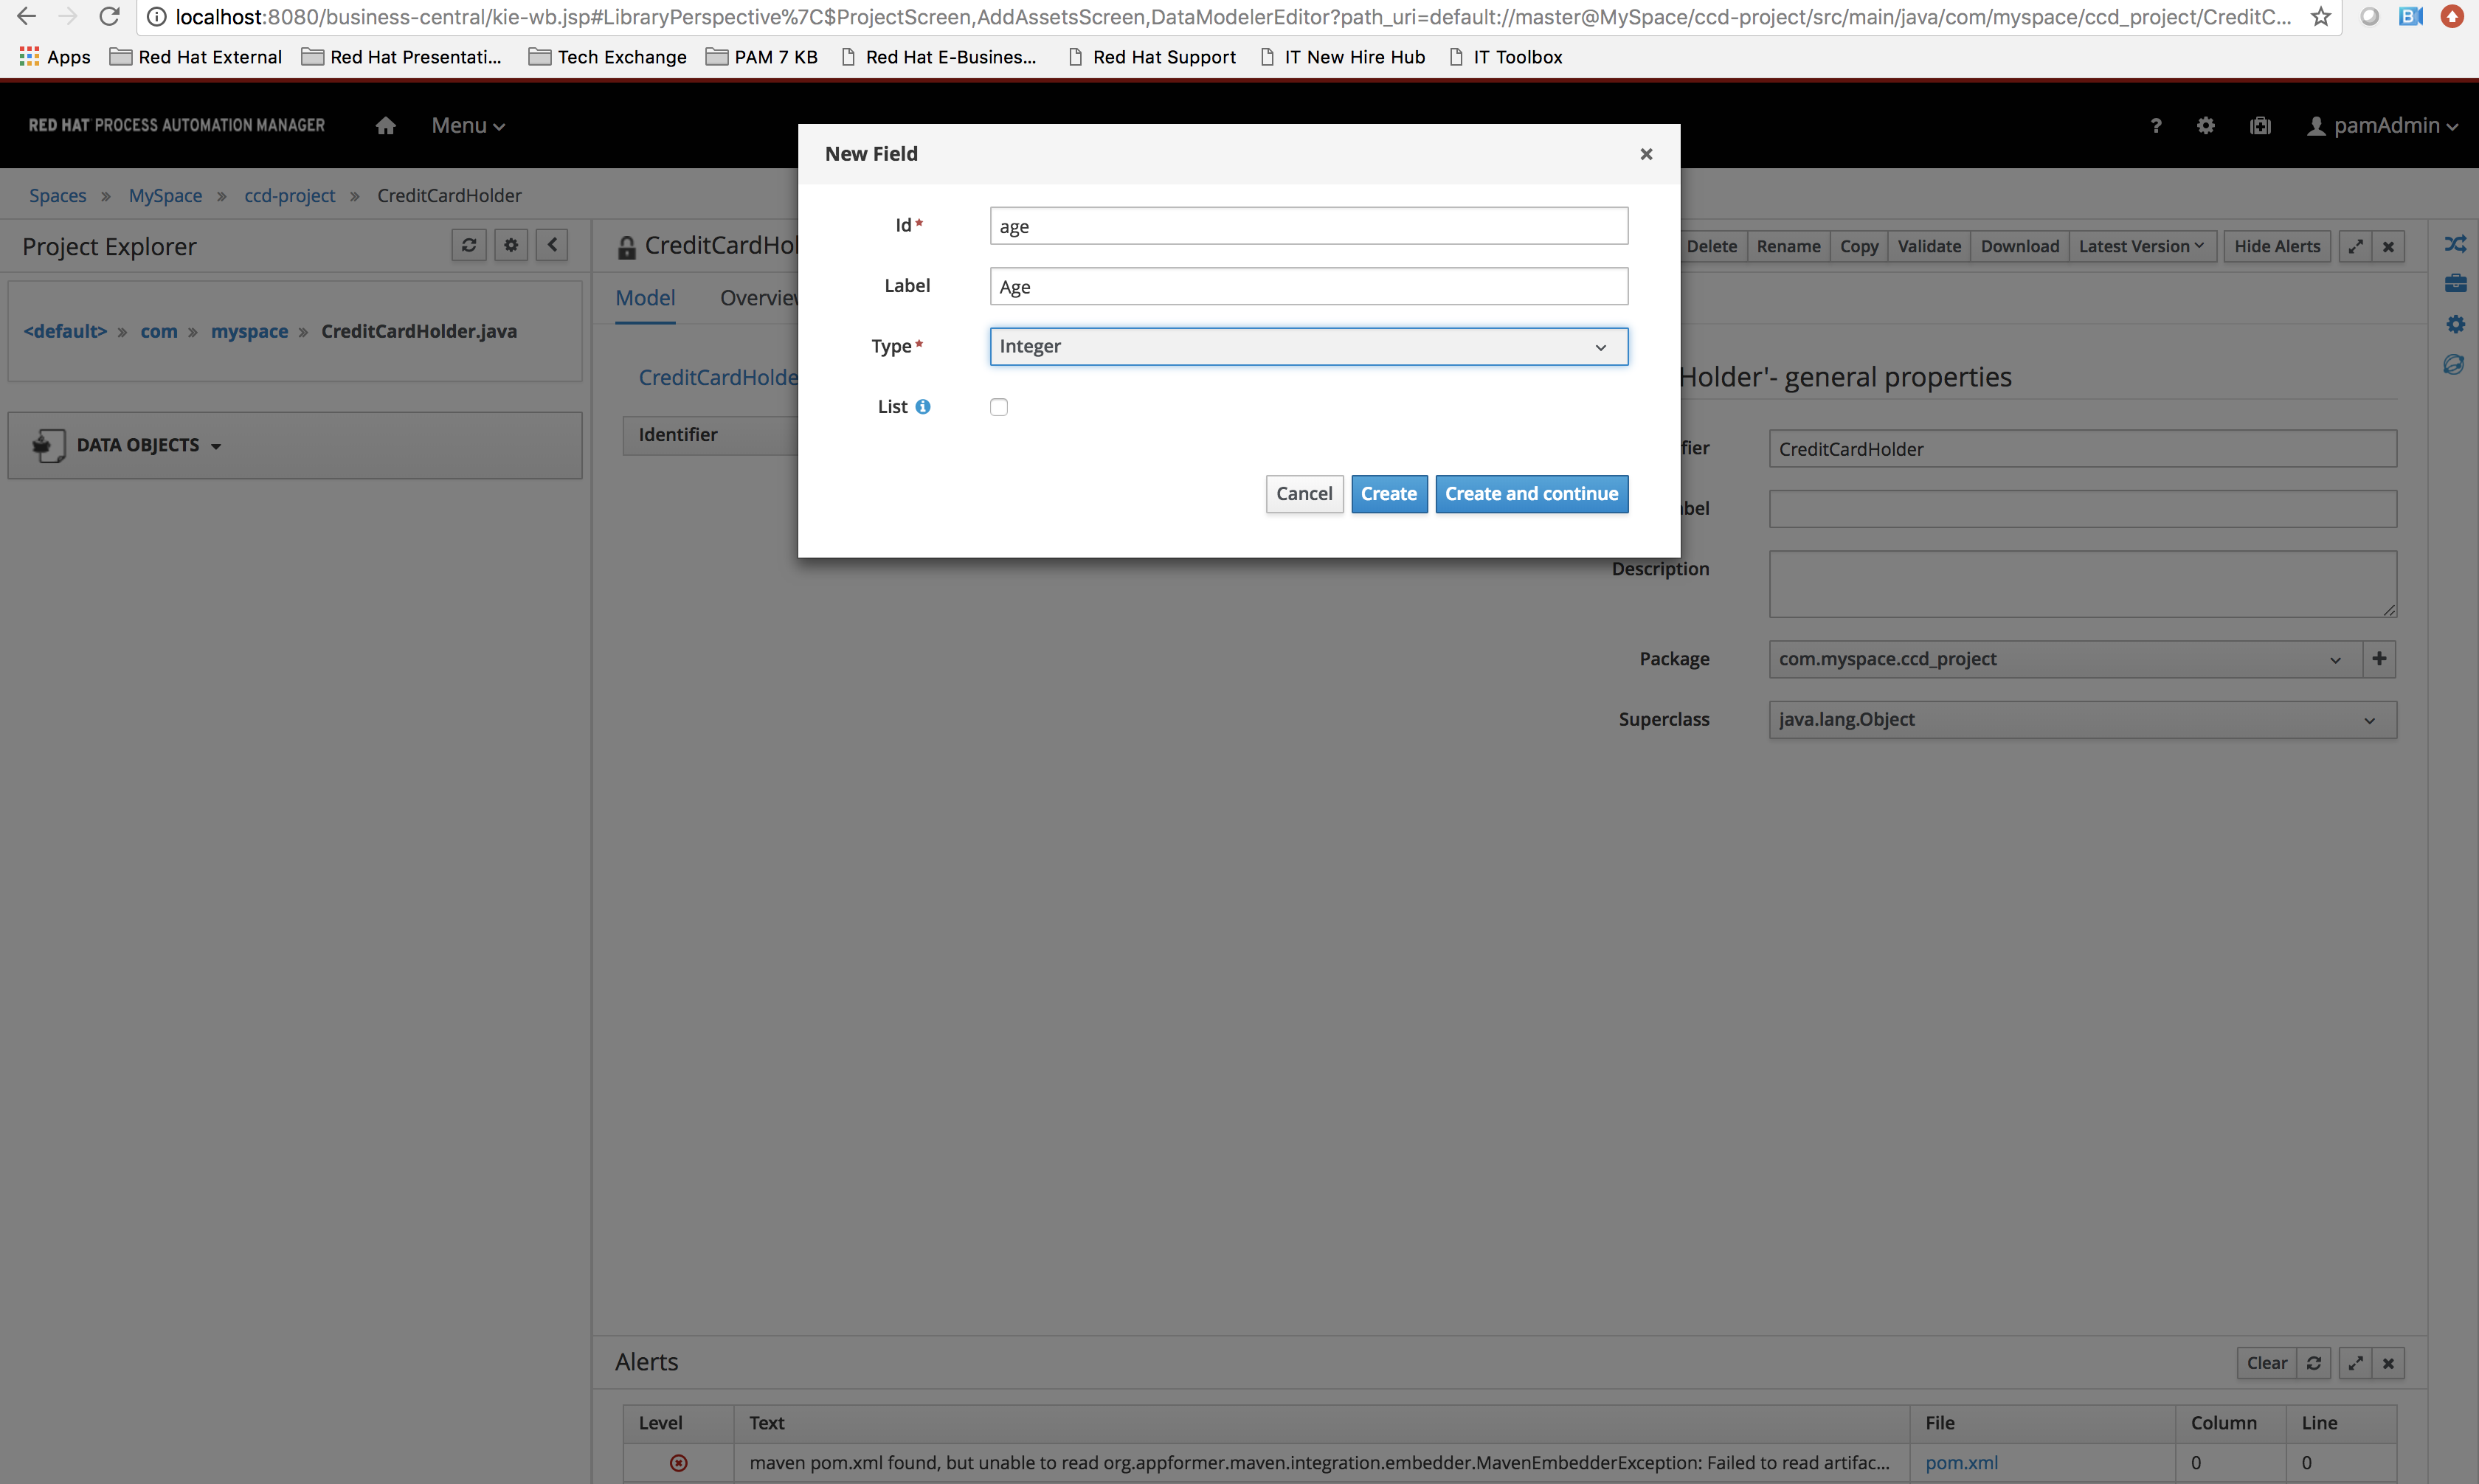 localhost:8080/business-central/kie-wb.jsp#LibraryPerspective%7C$ProjectScreen,AddAssetsScreen,DataModelerEditor?path_uri=default://master@MySpace/ccd-project/src/main/java/com/myspace/ccd_project/CreditC...
Apps Red Hat External Red Hat Presentati... Tech Exchange PAM 7 KB Red Hat E-Busines... Red Hat Support IT New Hire Hub IT Toolbox
RED HAT PROCESS AUTOMATION MANAGER Menu ? pamAdmin
New Field ×
Spaces » MySpace » ccd-project » CreditCardHolder
Id * age
Project Explorer
CreditCardHol
Delete Rename Copy Validate Download Latest Version Hide Alerts
Label Age
Model Overview
<default> » com » myspace » CreditCardHolder.java
Type * Integer
CreditCardHolde
Holder'- general properties
List
DATA OBJECTS
Identifier
fier CreditCardHolder
Cancel Create Create and continue
bel
Description
Package com.myspace.ccd_project
Superclass java.lang.Object
Alerts Clear
Level Text File Column Line
maven pom.xml found, but unable to read org.appformer.maven.integration.embedder.MavenEmbedderException: Failed to read artifac... pom.xml 0 0